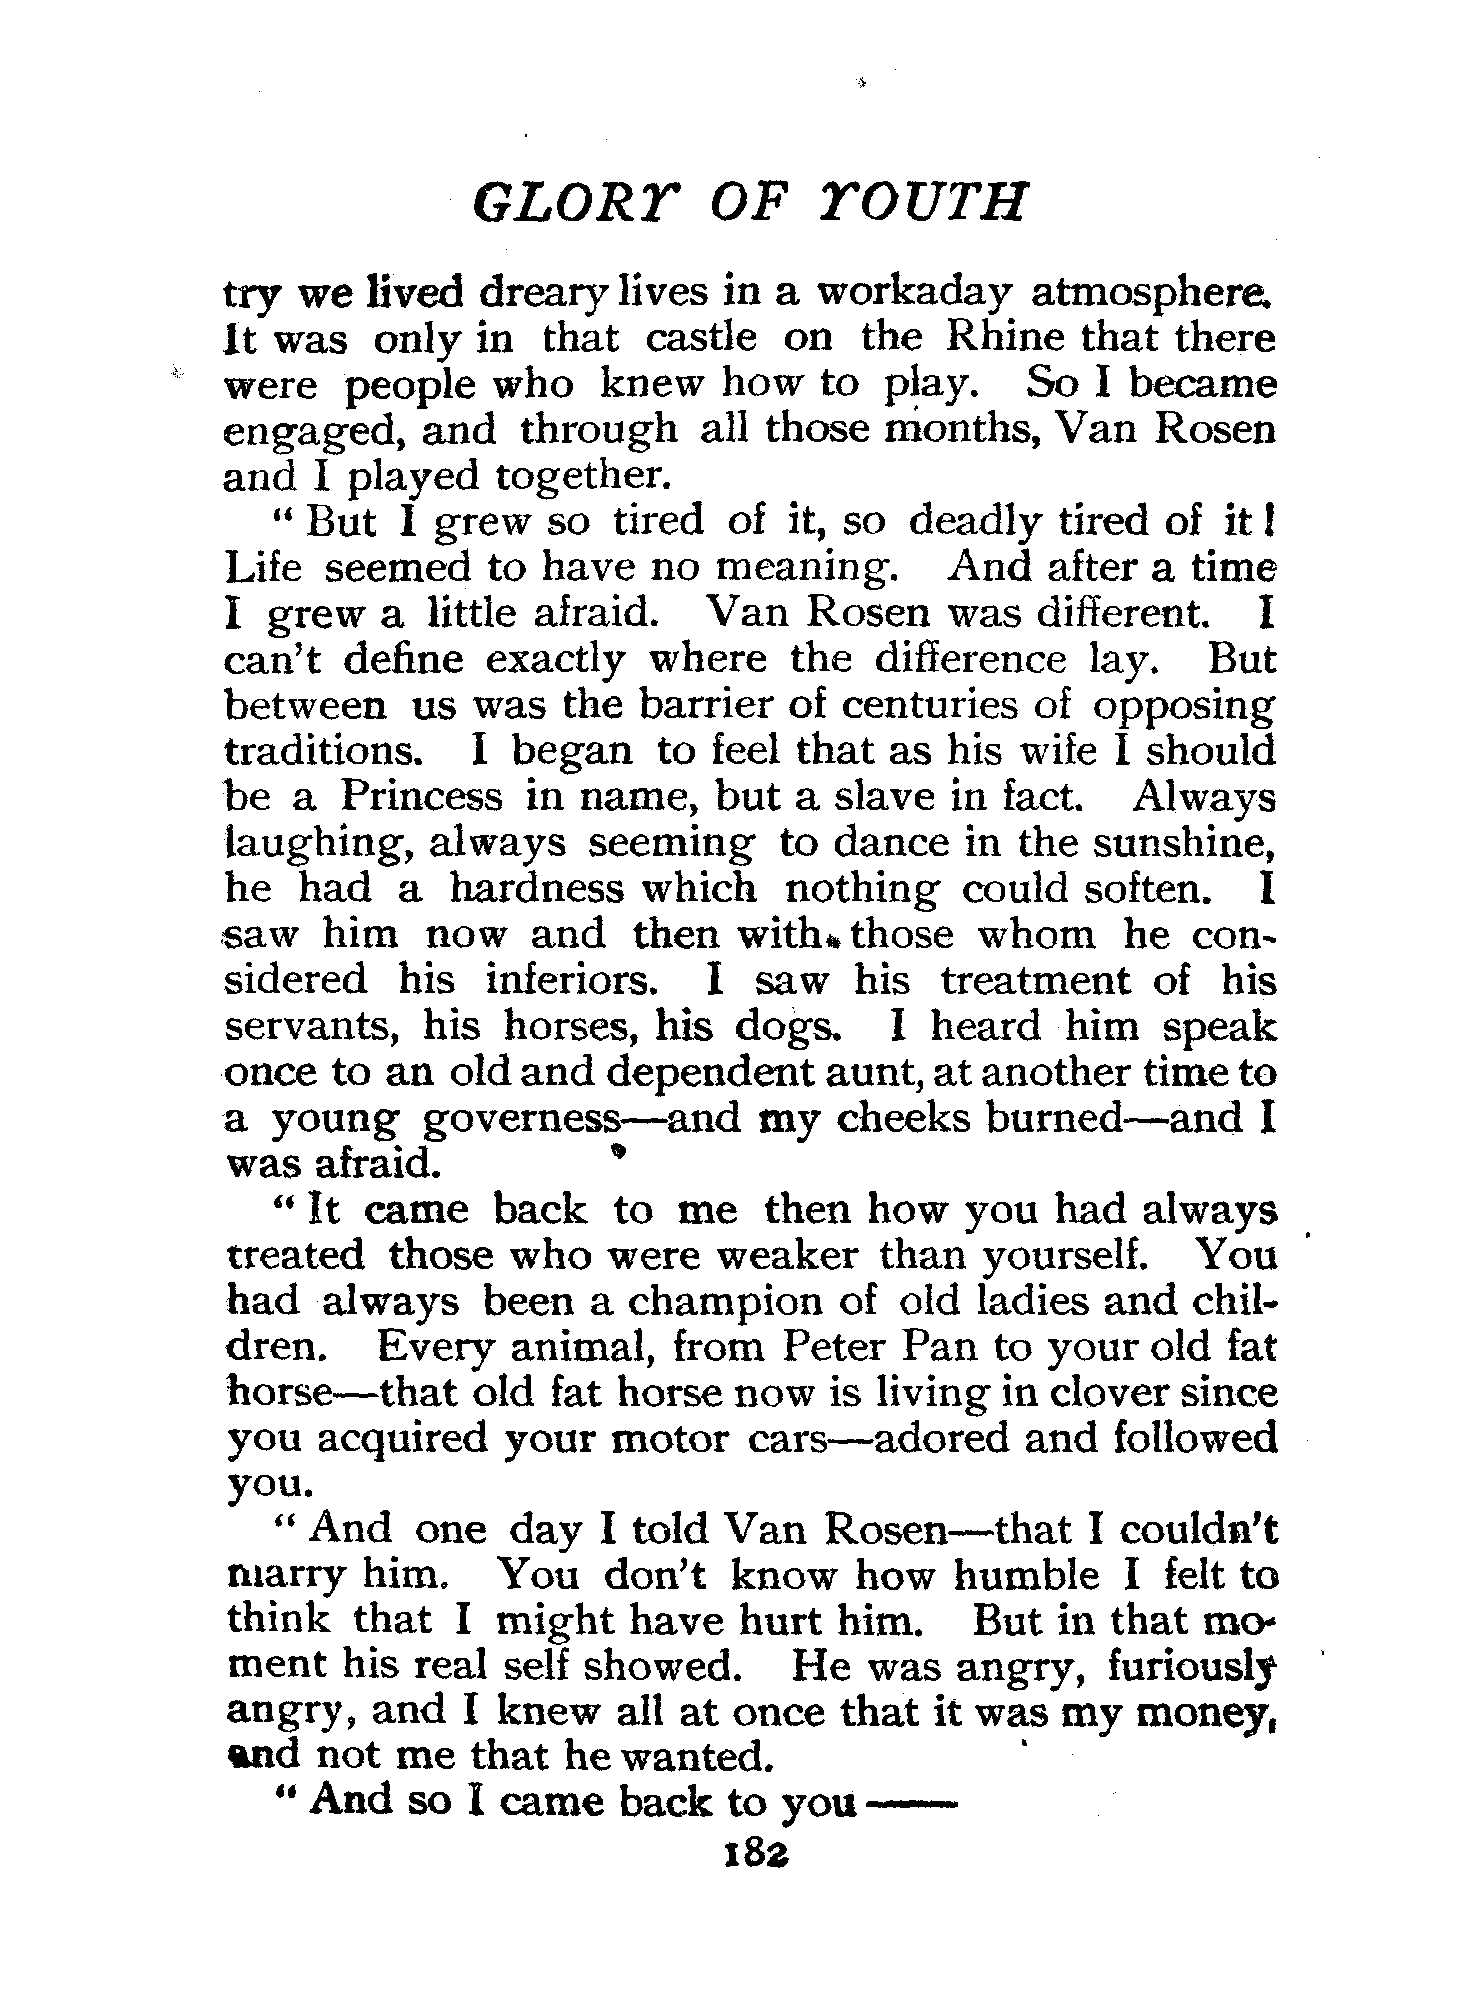 GLORY OF YOUTH
try we lived dreary lives in a workaday atmosphere.
It was only in that castle on the Rhine that there
were people who knew how to play. So I became
engaged, and through all those months, Van Rosen
and I played together.
“ But I grew so tired of it, so deadly tired of it!
Life seemed to have no meaning. And after a time
I grew a little afraid. Van Rosen was different. I
can’t define exactly where the difference lay. But
between us was the barrier of centuries of opposing
traditions. I began to feel that as his wife I should
be a Princess in name, but a slave in fact. Always
laughing, always seeming to dance in the sunshine,
he had a hardness which nothing could soften. I
saw him now and then with those whom he con-
sidered his inferiors. I saw his treatment of his
servants, his horses, his dogs. I heard him speak
once to an old and dependent aunt, at another time to
a young governess—and my cheeks burned—and I
was afraid.
“ It came back to me then how you had always
treated those who were weaker than yourself. You
had always been a champion of old ladies and chil-
dren. Every animal, from Peter Pan to your old fat
horse—that old fat horse now is living in clover since
you acquired your motor cars—adored and followed
you.
“ And one day I told Van Rosen—that I couldn’t
marry him. You don’t know how humble I felt to
think that I might have hurt him. But in that mo-
ment his real self showed. He was angry, furiously
angry, and I knew all at once that it was my money,
and not me that he wanted.
“ And so I came back to you ——
182